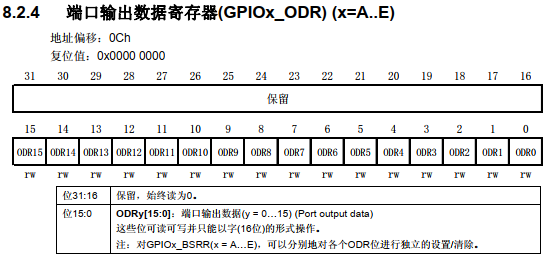 8.2.4 端口输出数据寄存器(GPIOx_ODR) (x=A..E)
地址偏移：0Ch
复位值：0x0000 0000
31 30 29 28 27 26 25 24 23 22 21 20 19 18 17 16
保留
15 14 13 12 11 10 9 8 7 6 5 4 3 2 1 0
ODR15 ODR14 ODR13 ODR12 ODR11 ODR10 ODR9 ODR8 ODR7 ODR6 ODR5 ODR4 ODR3 ODR2 ODR1 ODR0
rw rw rw rw rw rw rw rw rw rw rw rw rw rw rw rw
位31:16 保留，始终读为0。
位15:0 ODRy[15:0]：端口输出数据(y = 0…15) (Port output data)
这些位可读可写并只能以字(16位)的形式操作。
注：对GPIOx_BSRR(x = A…E)，可以分别地对各个ODR位进行独立的设置/清除。